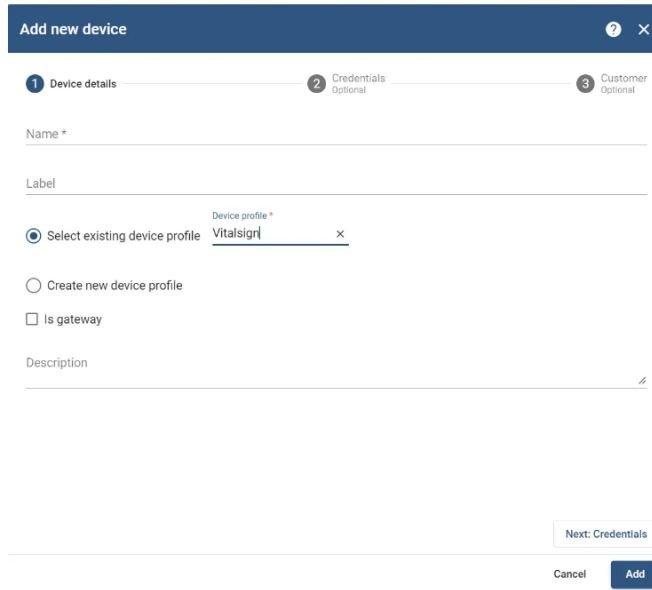 Add new device
1 Device details
2 Credentials
Optional
3 Customer
Optional
Name *
Label
Device profile *
Select existing device profile Vitalsign
Create new device profile
Is gateway
Description
Next: Credentials
Cancel Add